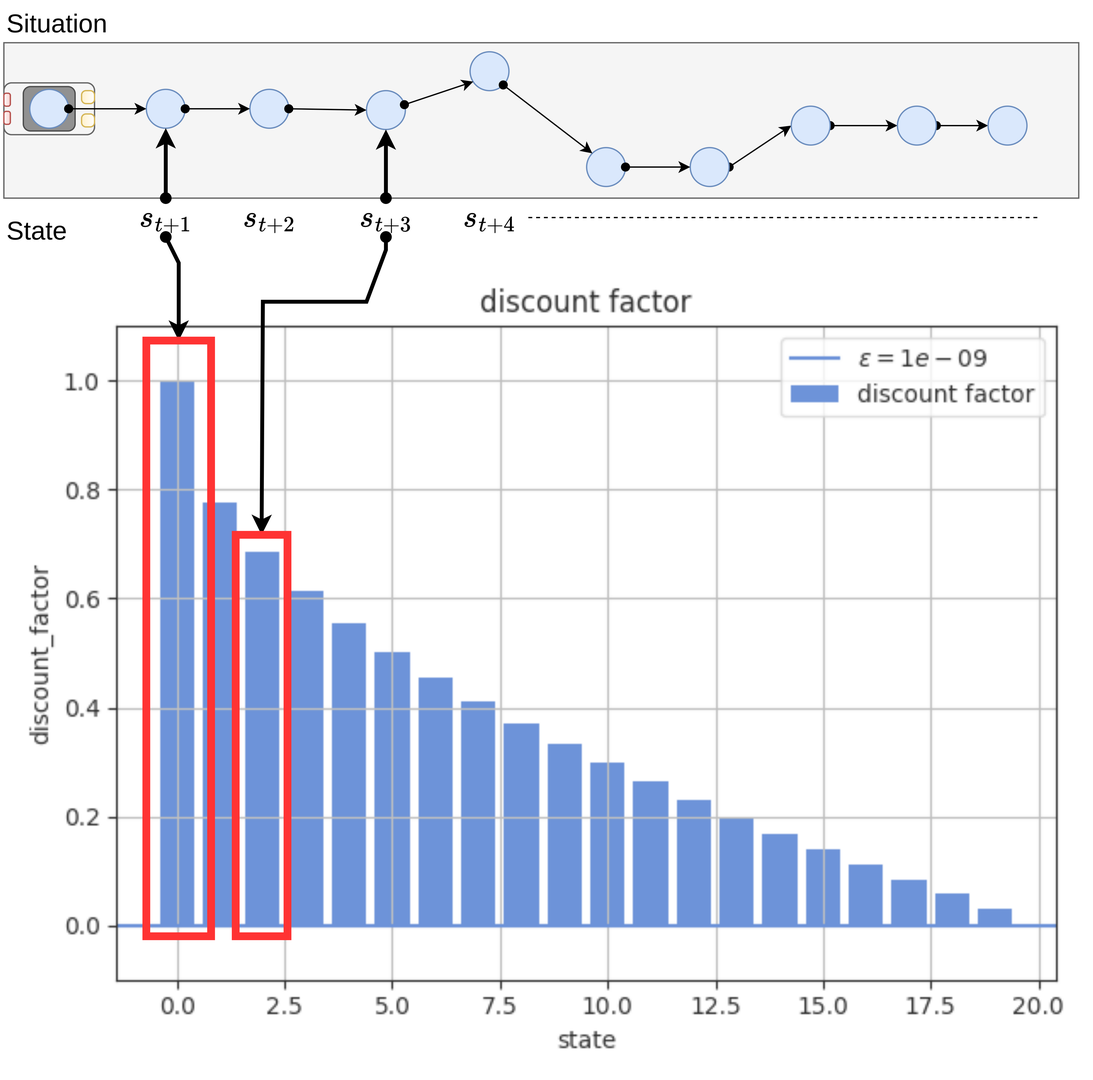 Situation
s_{t+1} s_{t+2} s_{t+3} s_{t+4}
State
discount factor
ε = 1e − 09
discount factor
1.0
0.8
0.6
0.4
0.2
0.0
discount_factor
0.0 2.5 5.0 7.5 10.0 12.5 15.0 17.5 20.0
state